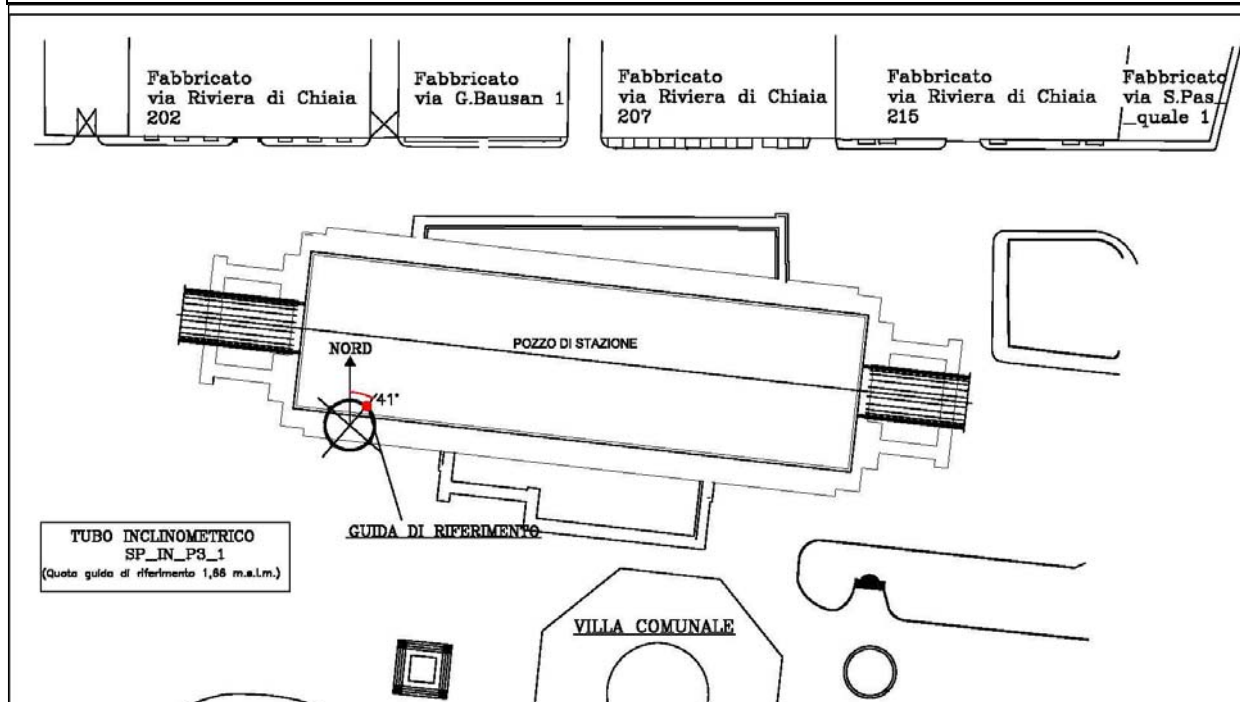 Fabbricato
via Riviera di Chiaia
202
Fabbricato
via G.Bausan 1
Fabbricato
via Riviera di Chiaia
207
Fabbricato
via Riviera di Chiaia
215
Fabbricato
via S.Pas_
_quale 1
POZZO DI STAZIONE
NORD
41°
GUIDA DI RIFERIMENTO
TUBO INCLINOMETRICO
SP_IN_P3_1
(Quota guida di riferimento 1,66 m.s.l.m.)
VILLA COMUNALE